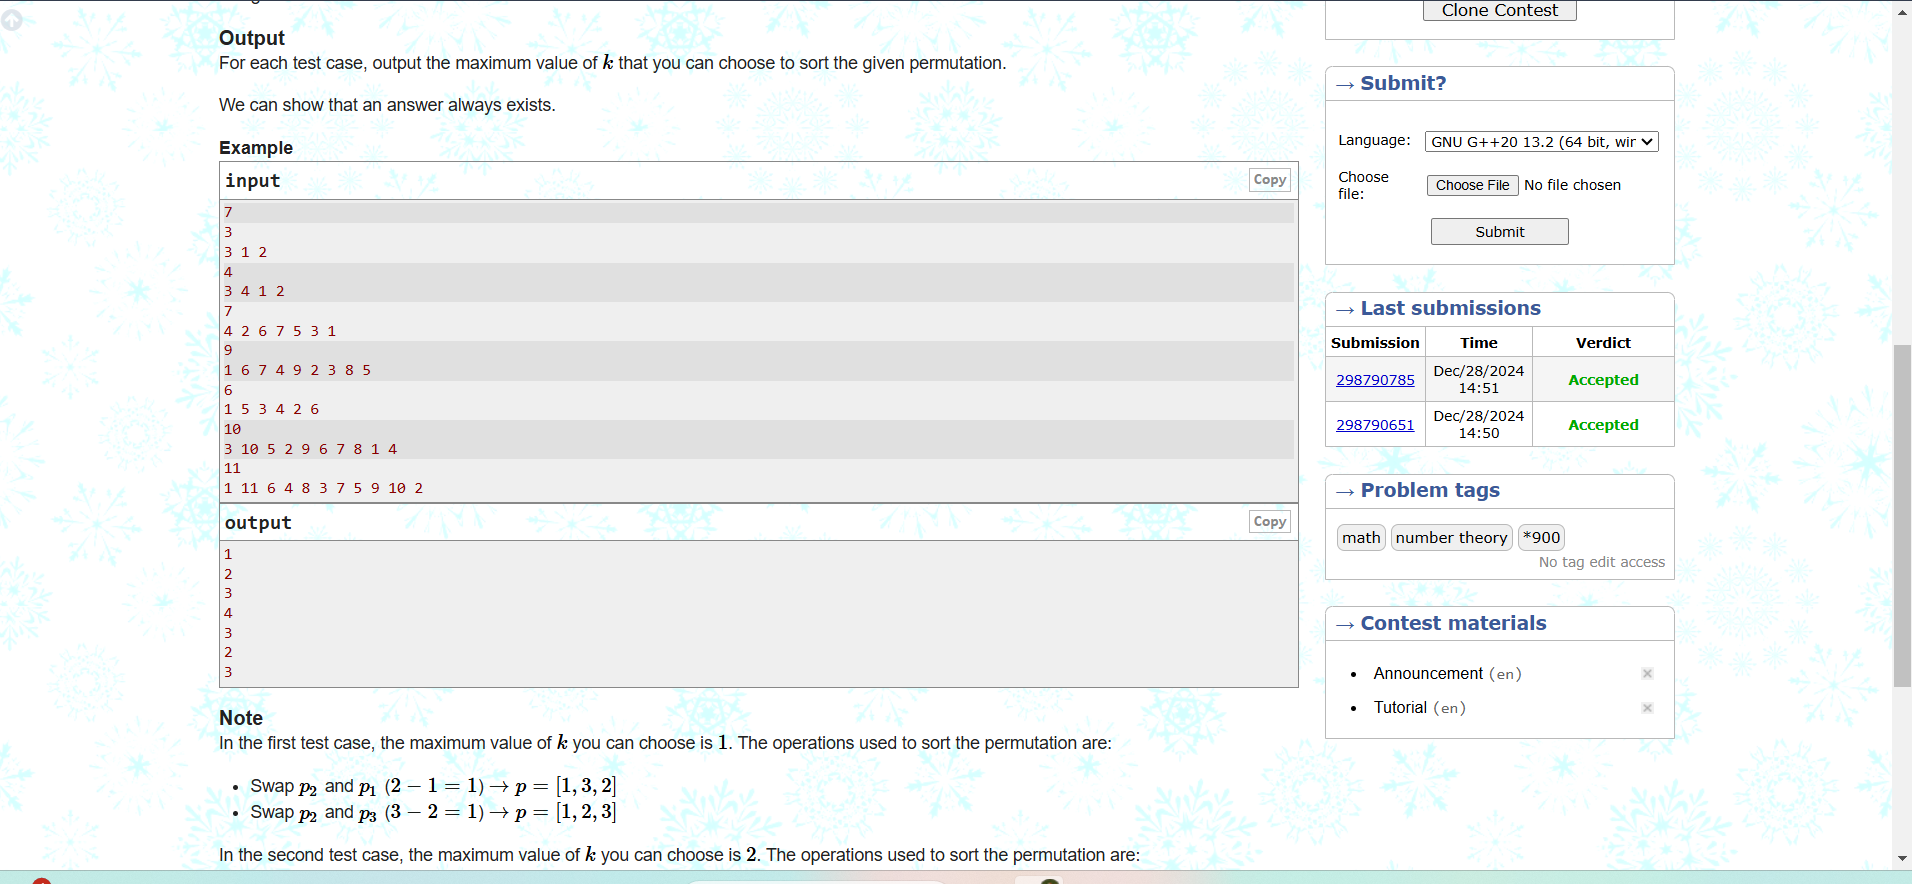 Output
For each test case, output the maximum value of k that you can choose to sort the given permutation.
We can show that an answer always exists.
Example
input
Copy
7
3
3 1 2
4
3 4 1 2
7
4 2 6 7 5 3 1
9
1 6 7 4 9 2 3 8 5
6
1 5 3 4 2 6
10
3 10 5 2 9 6 7 8 1 4
11
1 11 6 4 8 3 7 5 9 10 2
output
Copy
1
2
3
4
3
2
3
Note
In the first test case, the maximum value of k you can choose is 1. The operations used to sort the permutation are:
• Swap p₂ and p₁ (2 − 1 = 1) → p = [1, 3, 2]
• Swap p₂ and p₃ (3 − 2 = 1) → p = [1, 2, 3]
In the second test case, the maximum value of k you can choose is 2. The operations used to sort the permutation are:
Clone Contest
→ Submit?
Language: GNU G++20 13.2 (64 bit, wir
Choose file: Choose File No file chosen
Submit
→ Last submissions
Submission Time Verdict
298790785 Dec/28/2024 14:51 Accepted
298790651 Dec/28/2024 14:50 Accepted
→ Problem tags
math number theory *900
No tag edit access
→ Contest materials
• Announcement (en)
• Tutorial (en)